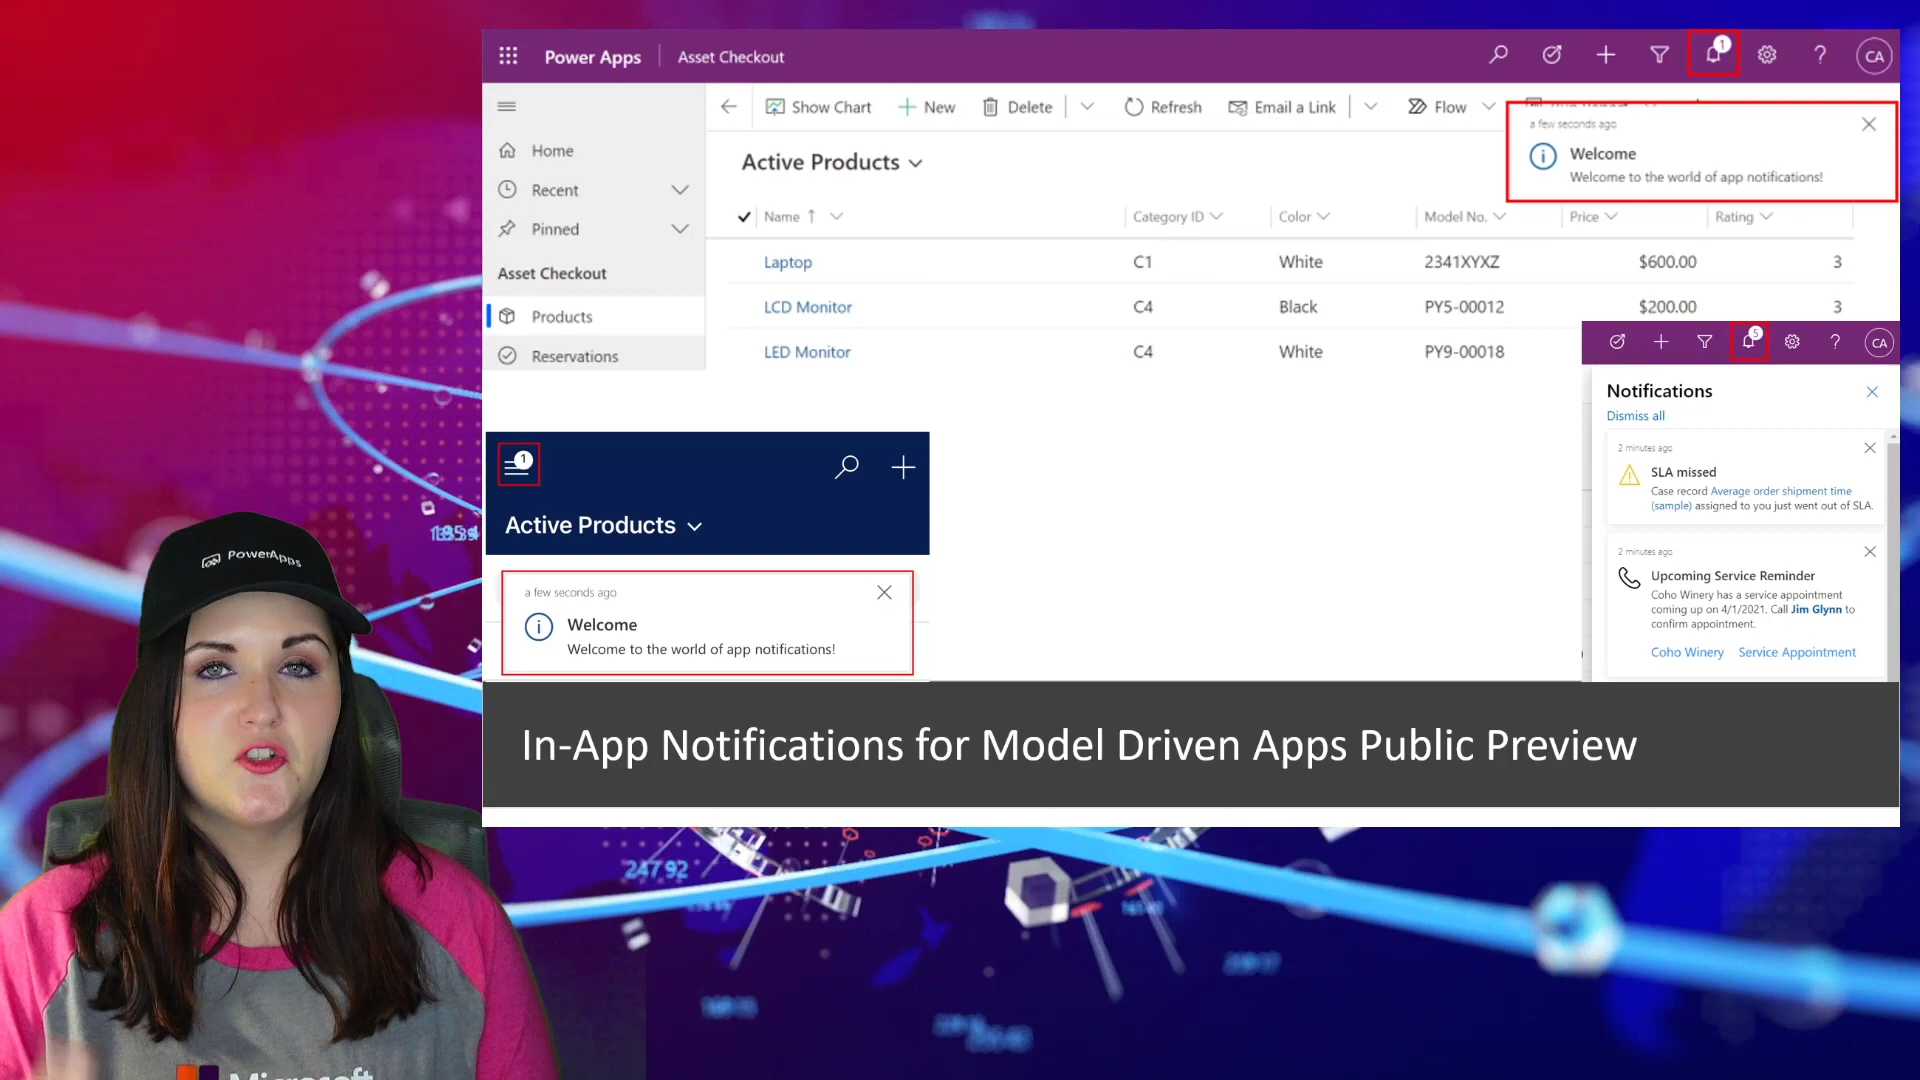 Power Apps Asset Checkout 1 CA
Show Chart New Delete Refresh Email a Link Flow
a few seconds ago
Welcome
Welcome to the world of app notifications!
Home
Recent
Pinned
Asset Checkout
Products
Reservations
Active Products
Name Category ID Color Model No. Price Rating
Laptop C1 White 2341XYXZ $600.00 3
LCD Monitor C4 Black PY5-00012 $200.00 3
LED Monitor C4 White PY9-00018
5 CA
Notifications
Dismiss all
2 minutes ago
SLA missed
Case record Average order shipment time
(sample) assigned to you just went out of SLA.
2 minutes ago
Upcoming Service Reminder
Coho Winery has a service appointment
coming up on 4/1/2021. Call Jim Glynn to
confirm appointment.
Coho Winery Service Appointment
1
Active Products
a few seconds ago
Welcome
Welcome to the world of app notifications!
In-App Notifications for Model Driven Apps Public Preview
PowerApps
247.92
Microsoft